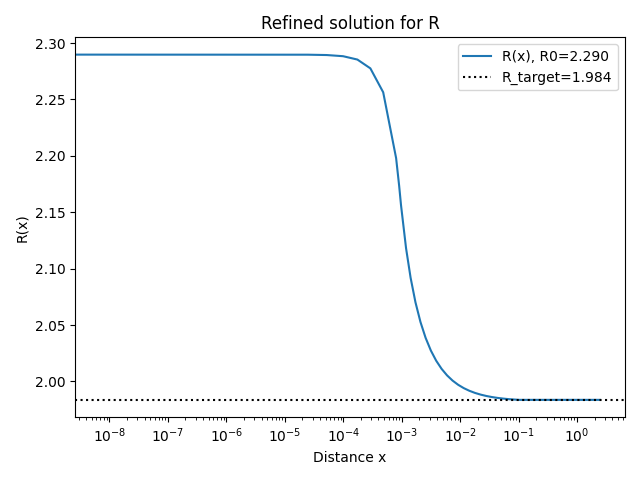 Refined solution for R
R(x), R0=2.290
R_target=1.984
2.30
2.25
2.20
2.15
2.10
2.05
2.00
R(x)
10⁻⁸ 10⁻⁷ 10⁻⁶ 10⁻⁵ 10⁻⁴ 10⁻³ 10⁻² 10⁻¹ 10⁰
Distance x